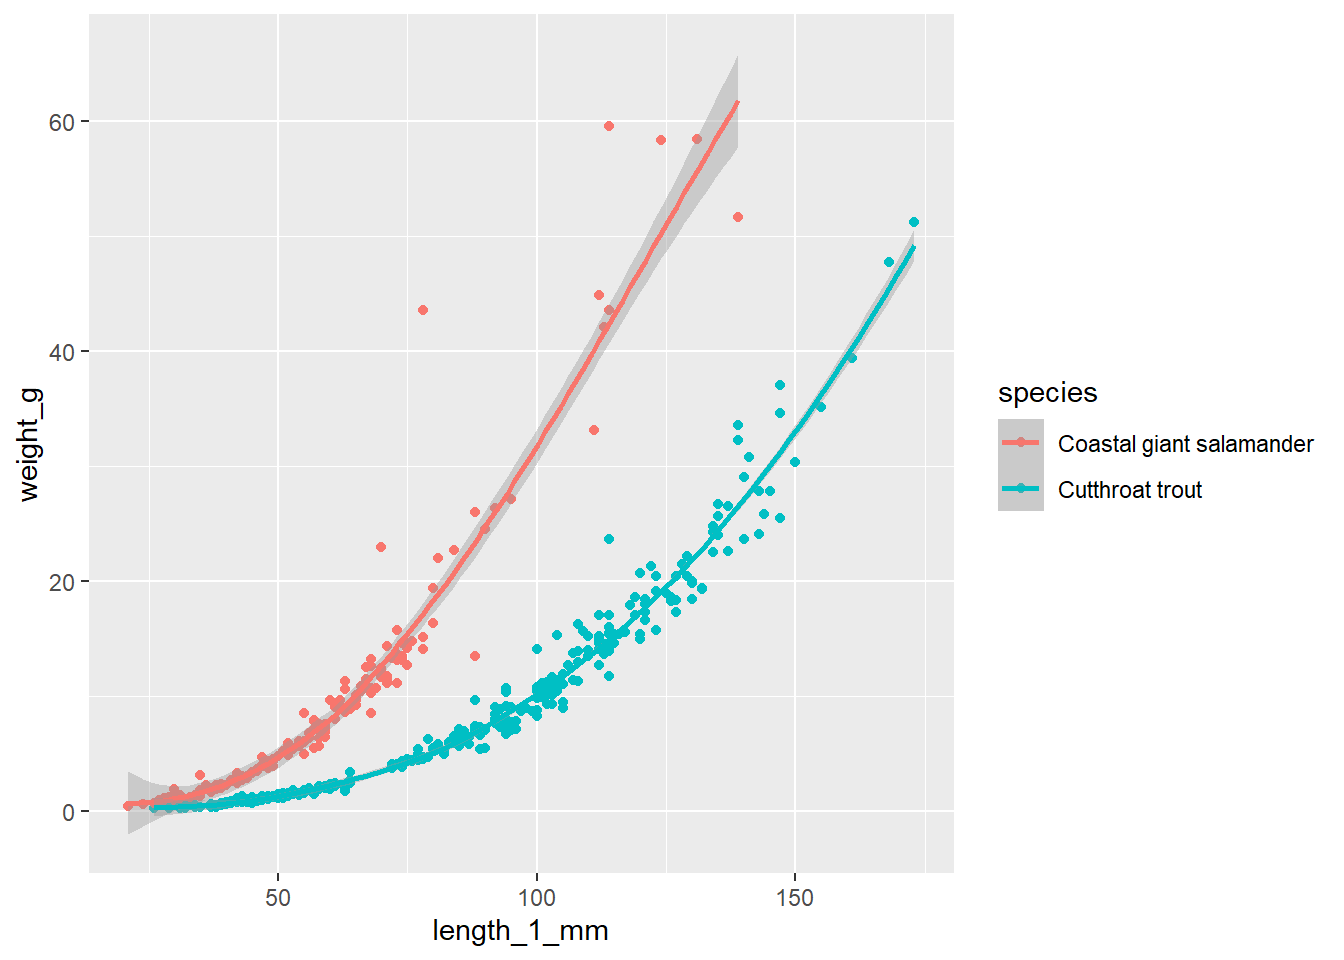 60
40
20
0
weight_g
50
100
150
length_1_mm
species
Coastal giant salamander
Cutthroat trout